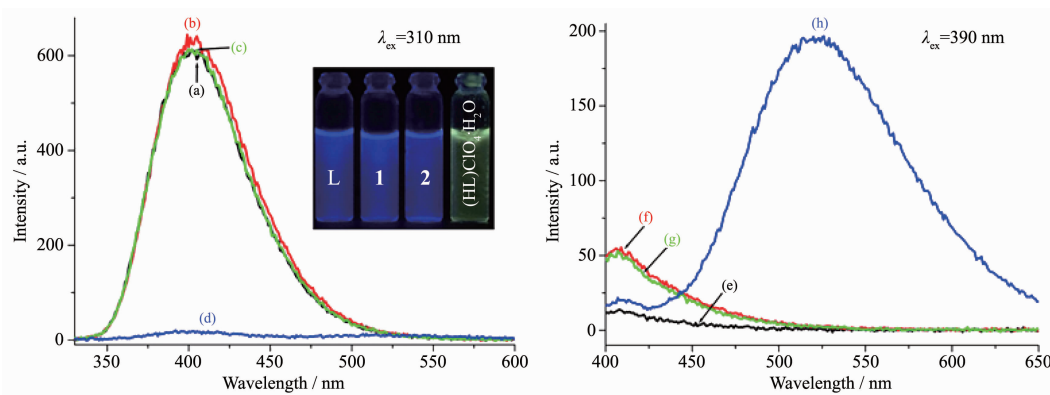 (b)
(c)
(a)
(d)
λex=310 nm
L
1
2
(HL)ClO4·H2O
600
400
200
0
350
400
450
500
550
600
Intensity / a.u.
Wavelength / nm
(h)
λex=390 nm
(f)
(g)
(e)
200
150
100
50
0
400
450
500
550
600
650
Intensity / a.u.
Wavelength / nm